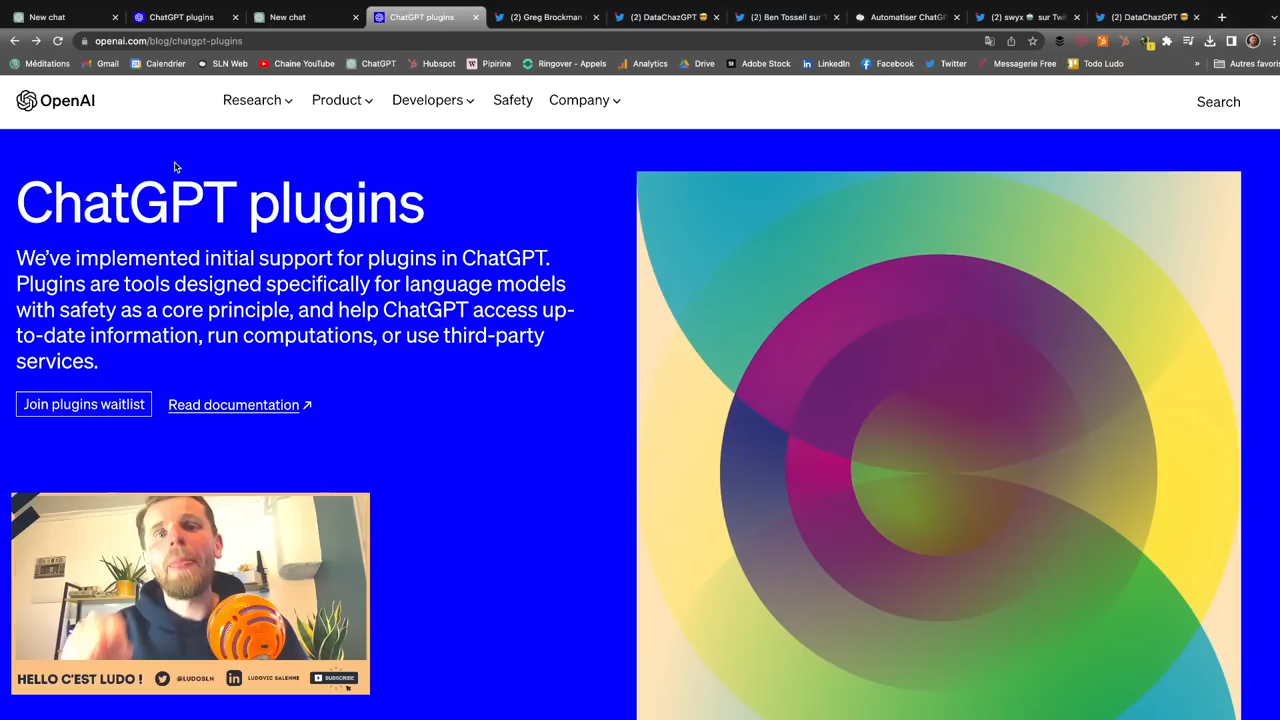 New chat
ChatGPT plugins
New chat
ChatGPT plugins
(2) Greg Brockman
(2) DataChazGPT
(2) Ben Tossell sur T
Automatiser ChatG
(2) swyx sur Twi
(2) DataChazGPT
openai.com/blog/chatgpt-plugins
Méditations
Gmail
Calendrier
SLN Web
Chaine YouTube
ChatGPT
Hubspot
Pipirine
Ringover - Appels
Analytics
Drive
Adobe Stock
LinkedIn
Facebook
Twitter
Messagerie Free
Todo Ludo
»
Autres favoris
OpenAI
Research
Product
Developers
Safety
Company
Search
ChatGPT plugins
We've implemented initial support for plugins in ChatGPT.
Plugins are tools designed specifically for language models
with safety as a core principle, and help ChatGPT access up-
to-date information, run computations, or use third-party
services.
Join plugins waitlist
Read documentation ↗
HELLO C'EST LUDO !
@LUDOSLN
LUDOVIC SALENNE
SUBSCRIBE